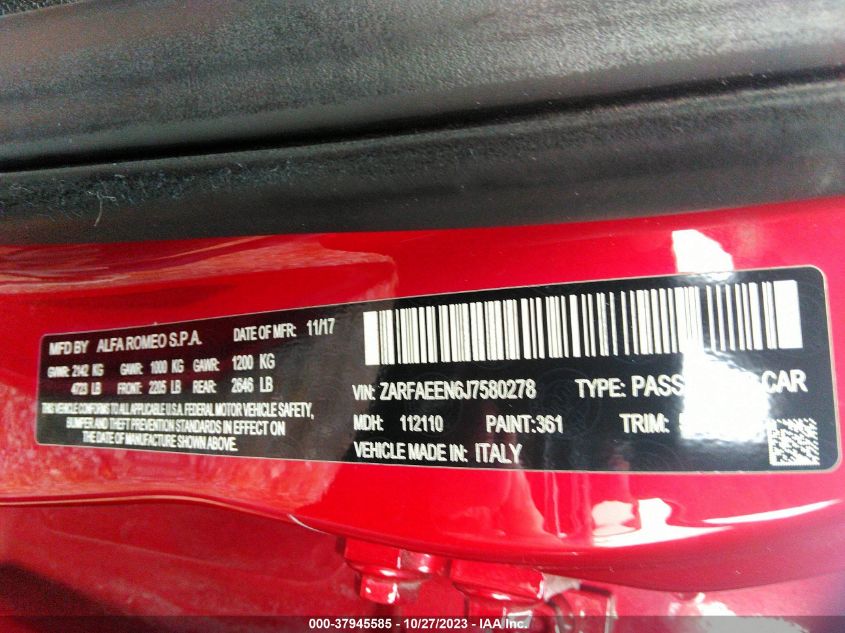 MFD BY ALFA ROMEO S.P.A. DATE OF MFR: 11/17
GVWR: 2142 KG GAWR: 1000 KG GAWR: 1200 KG
4723 LB FRONT: 2205 LB REAR: 2646 LB
THIS VEHICLE CONFORMS TO ALL APPLICABLE U.S.A. FEDERAL MOTOR VEHICLE SAFETY,
BUMPER AND THEFT PREVENTION STANDARDS IN EFFECT ON
THE DATE OF MANUFACTURE SHOWN ABOVE.
VIN: ZARFAEEN6J7580278 TYPE: CAR
MDH: 112110 PAINT:361 TRIM:
VEHICLE MADE IN: ITALY
000-37945585 - 10/27/2023 - IAA Inc.